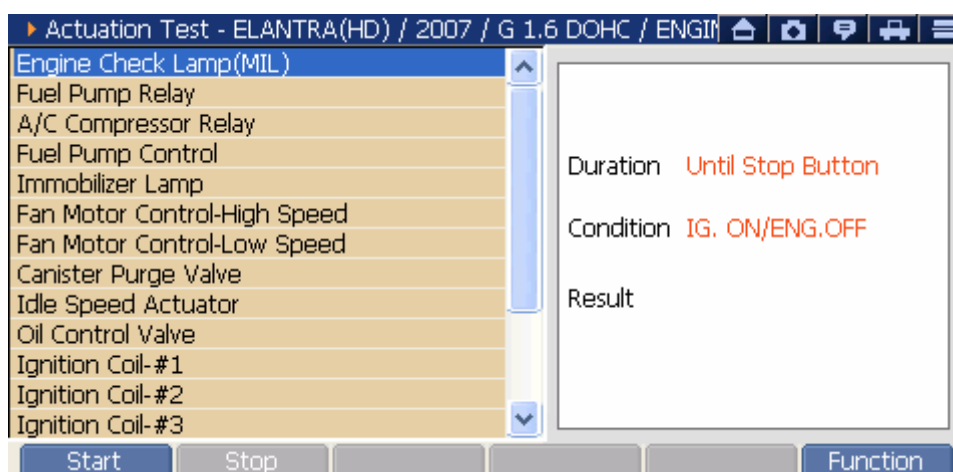 Actuation Test - ELANTRA(HD) / 2007 / G 1.6 DOHC / ENGIN
Engine Check Lamp(MIL)
Fuel Pump Relay
A/C Compressor Relay
Fuel Pump Control
Immobilizer Lamp
Fan Motor Control-High Speed
Fan Motor Control-Low Speed
Canister Purge Valve
Idle Speed Actuator
Oil Control Valve
Ignition Coil-#1
Ignition Coil-#2
Ignition Coil-#3
Duration Until Stop Button
Condition IG. ON/ENG.OFF
Result
Start Stop Function